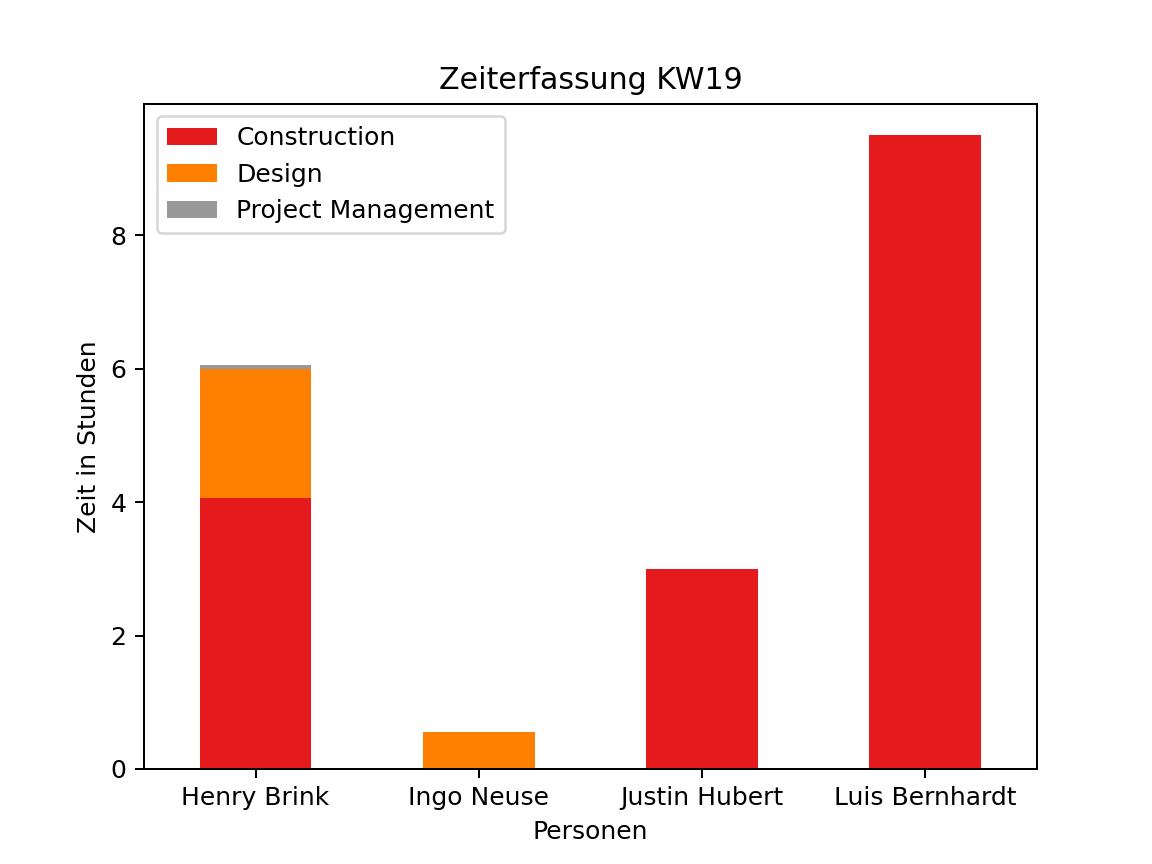 Zeiterfassung KW19
Construction
Design
Project Management
8
6
4
2
0
Zeit in Stunden
Henry Brink
Ingo Neuse
Justin Hubert
Luis Bernhardt
Personen